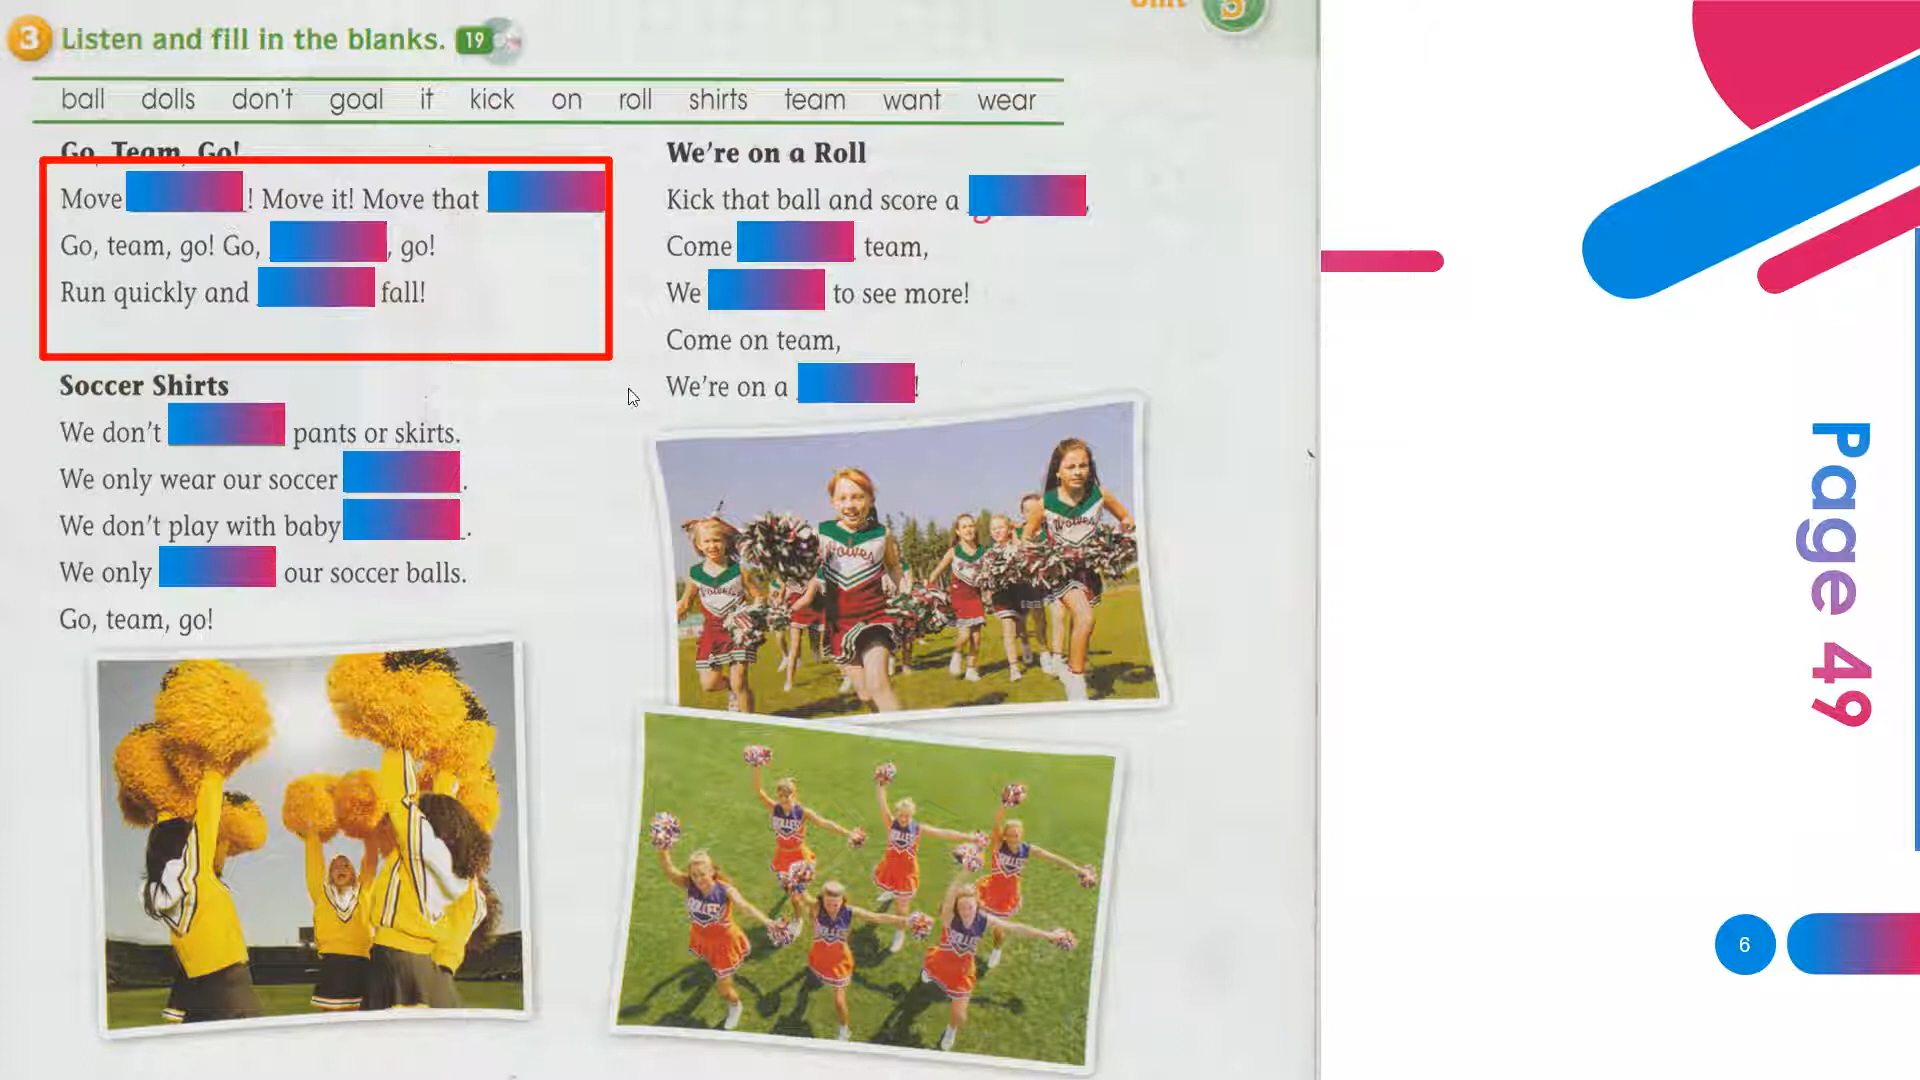 Unit 5
3 Listen and fill in the blanks. 19
ball dolls don't goal it kick on roll shirts team want wear
Go, Team, Go!
Move ! Move it! Move that
Go, team, go! Go, , go!
Run quickly and fall!
Soccer Shirts
We don't pants or skirts.
We only wear our soccer .
We don't play with baby .
We only our soccer balls.
Go, team, go!
We're on a Roll
Kick that ball and score a ,
Come team,
We to see more!
Come on team,
We're on a !
Wolves
Wolves
Page 49
6